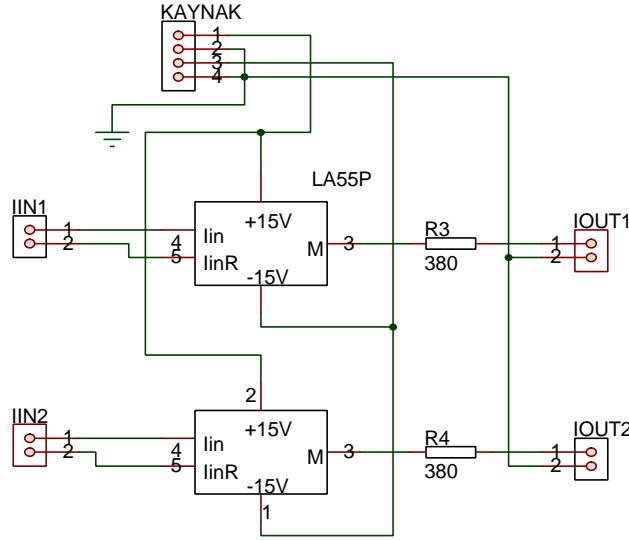 KAYNAK
1
2
3
4
LA55P
IIN1
1
2
4
5
Iin
IinR
+15V
-15V
M
3
R3
380
IOUT1
1
2
IIN2
1
2
4
5
2
Iin
IinR
+15V
-15V
1
M
3
R4
380
IOUT2
1
2